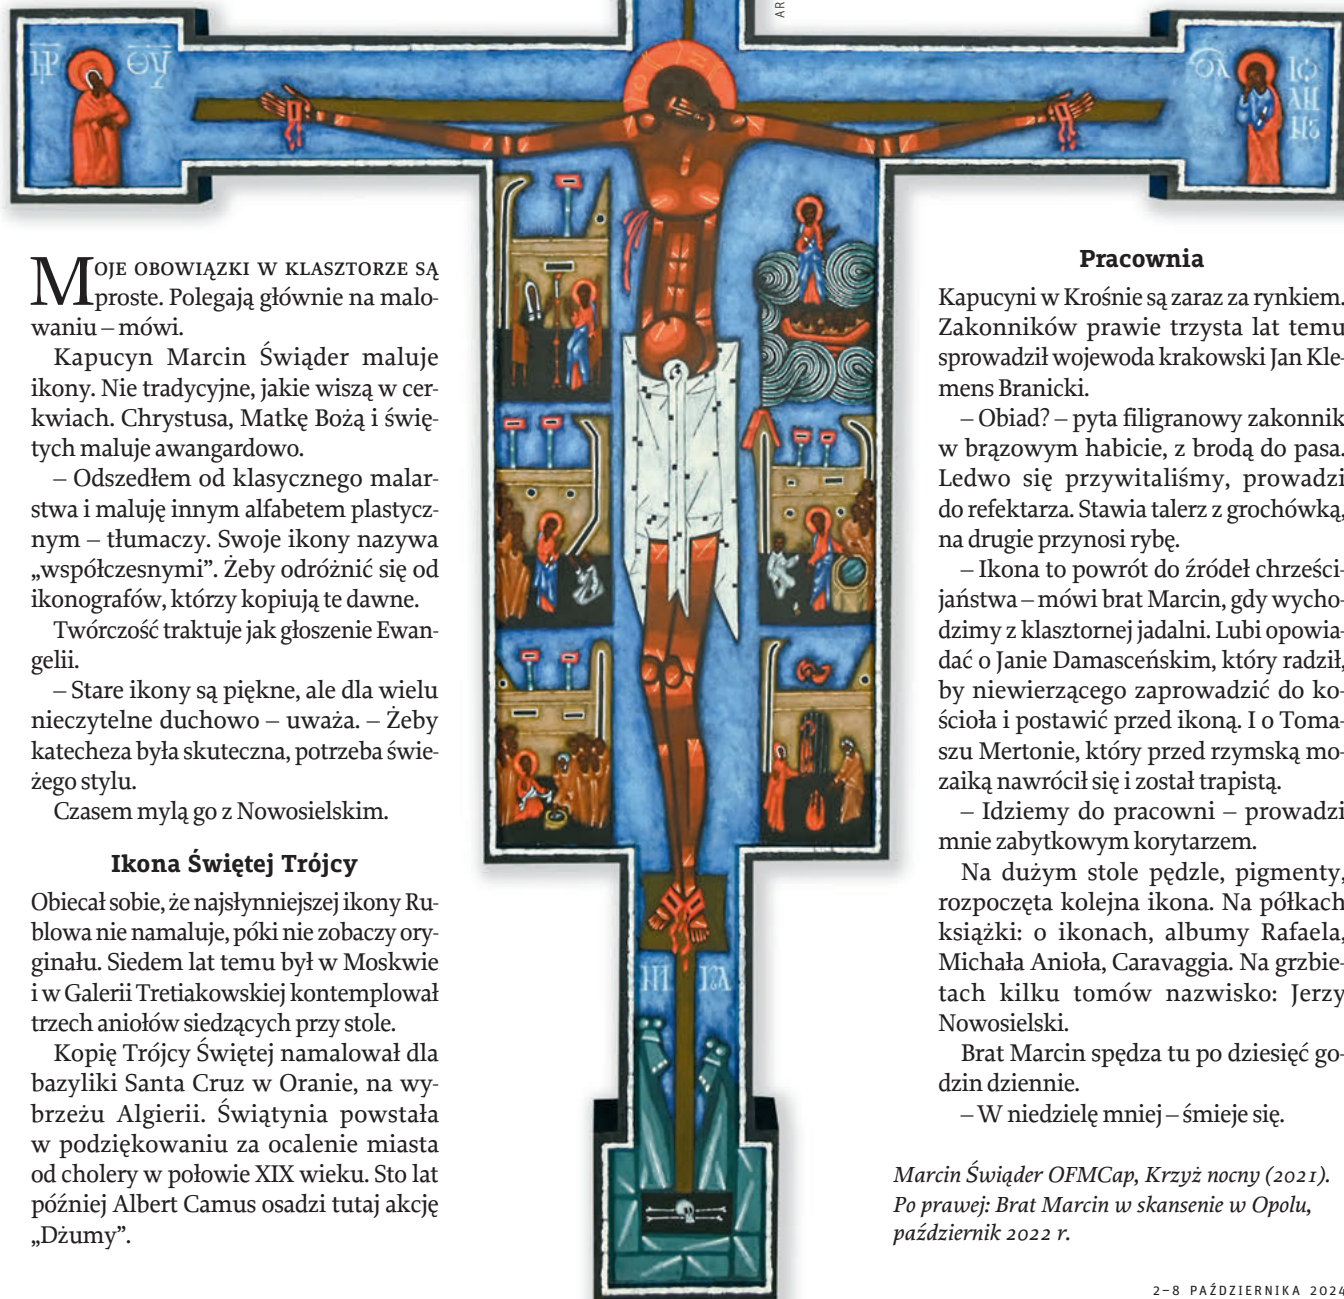 AR
MOJE OBOWIĄZKI W KLASZTORZE SĄ
proste. Polegają głównie na malo-
waniu – mówi.
Kapucyn Marcin Świąder maluje
ikony. Nie tradycyjne, jakie wiszą w cer-
kwiach. Chrystusa, Matkę Bożą i świę-
tych maluje awangardowo.
– Odszedłem od klasycznego malar-
stwa i maluję innym alfabetem plastycz-
nym – tłumaczy. Swoje ikony nazywa
„współczesnymi”. Żeby odróżnić się od
ikonografów, którzy kopiują te dawne.
Twórczość traktuje jak głoszenie Ewan-
gelii.
– Stare ikony są piękne, ale dla wielu
nieczytelne duchowo – uważa. – Żeby
katecheza była skuteczna, potrzeba świe-
żego stylu.
Czasem mylą go z Nowosielskim.
Ikona Świętej Trójcy
Obiecał sobie, że najsłynniejszej ikony Ru-
blowa nie namaluje, póki nie zobaczy ory-
ginału. Siedem lat temu był w Moskwie
i w Galerii Tretiakowskiej kontemplował
trzech aniołów siedzących przy stole.
Kopię Trójcy Świętej namalował dla
bazyliki Santa Cruz w Oranie, na wy-
brzeżu Algierii. Świątynia powstała
w podziękowaniu za ocalenie miasta
od cholery w połowie XIX wieku. Sto lat
później Albert Camus osadzi tutaj akcję
„Dżumy”.
Pracownia
Kapucyni w Krośnie są zaraz za rynkiem.
Zakonników prawie trzysta lat temu
sprowadził wojewoda krakowski Jan Kle-
mens Branicki.
– Obiad? – pyta filigranowy zakonnik
w brązowym habicie, z brodą do pasa.
Ledwo się przywitaliśmy, prowadzi
do refektarza. Stawia talerz z grochówką,
na drugie przynosi rybę.
– Ikona to powrót do źródeł chrześci-
jaństwa – mówi brat Marcin, gdy wycho-
dzimy z klasztornej jadalni. Lubi opowia-
dać o Janie Damasceńskim, który radził,
by niewierzącego zaprowadzić do ko-
ścioła i postawić przed ikoną. I o Toma-
szu Mertonie, który przed rzymską mo-
zaiką nawrócił się i został trapistą.
– Idziemy do pracowni – prowadzi
mnie zabytkowym korytarzem.
Na dużym stole pędzle, pigmenty,
rozpoczęta kolejna ikona. Na półkach
książki: o ikonach, albumy Rafaela,
Michała Anioła, Caravaggia. Na grzbie-
tach kilku tomów nazwisko: Jerzy
Nowosielski.
Brat Marcin spędza tu po dziesięć go-
dzin dziennie.
– W niedzielę mniej – śmieje się.
Marcin Świąder OFMCap, Krzyż nocny (2021).
Po prawej: Brat Marcin w skansenie w Opolu,
październik 2022 r.
2–8 PAŹDZIERNIKA 2024